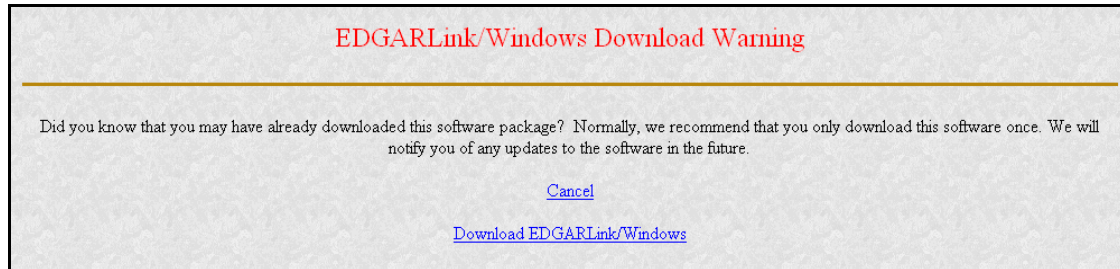 EDGARLink/Windows Download Warning
Did you know that you may have already downloaded this software package? Normally, we recommend that you only download this software once. We will
notify you of any updates to the software in the future.
Cancel
Download EDGARLink/Windows